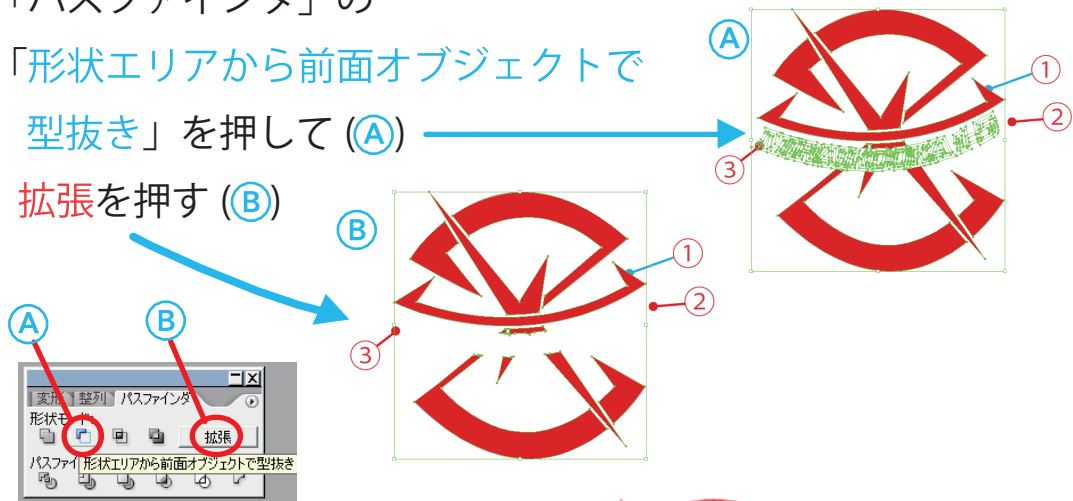 「パスファインダ」の
「形状エリアから前面オブジェクトで
型抜き」を押して (Ⓐ)
拡張を押す (Ⓑ)
Ⓐ
①
②
③
Ⓑ
①
②
③
Ⓐ
Ⓑ
変形 整列 パスファインダ
形状モード:
拡張
パスファイ
形状エリアから前面オブジェクトで型抜き